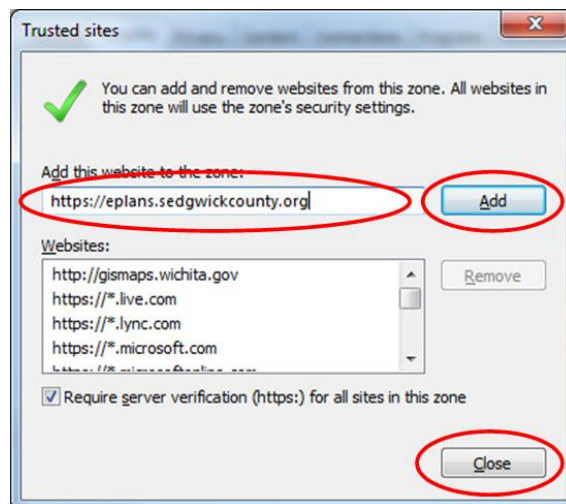 Trusted sites
You can add and remove websites from this zone. All websites in
this zone will use the zone's security settings.
Add this website to the zone:
https://eplans.sedgwickcounty.org
Add
Websites:
http://gismaps.wichita.gov
https://*.live.com
https://*.lync.com
https://*.microsoft.com
Remove
Require server verification (https:) for all sites in this zone
Close